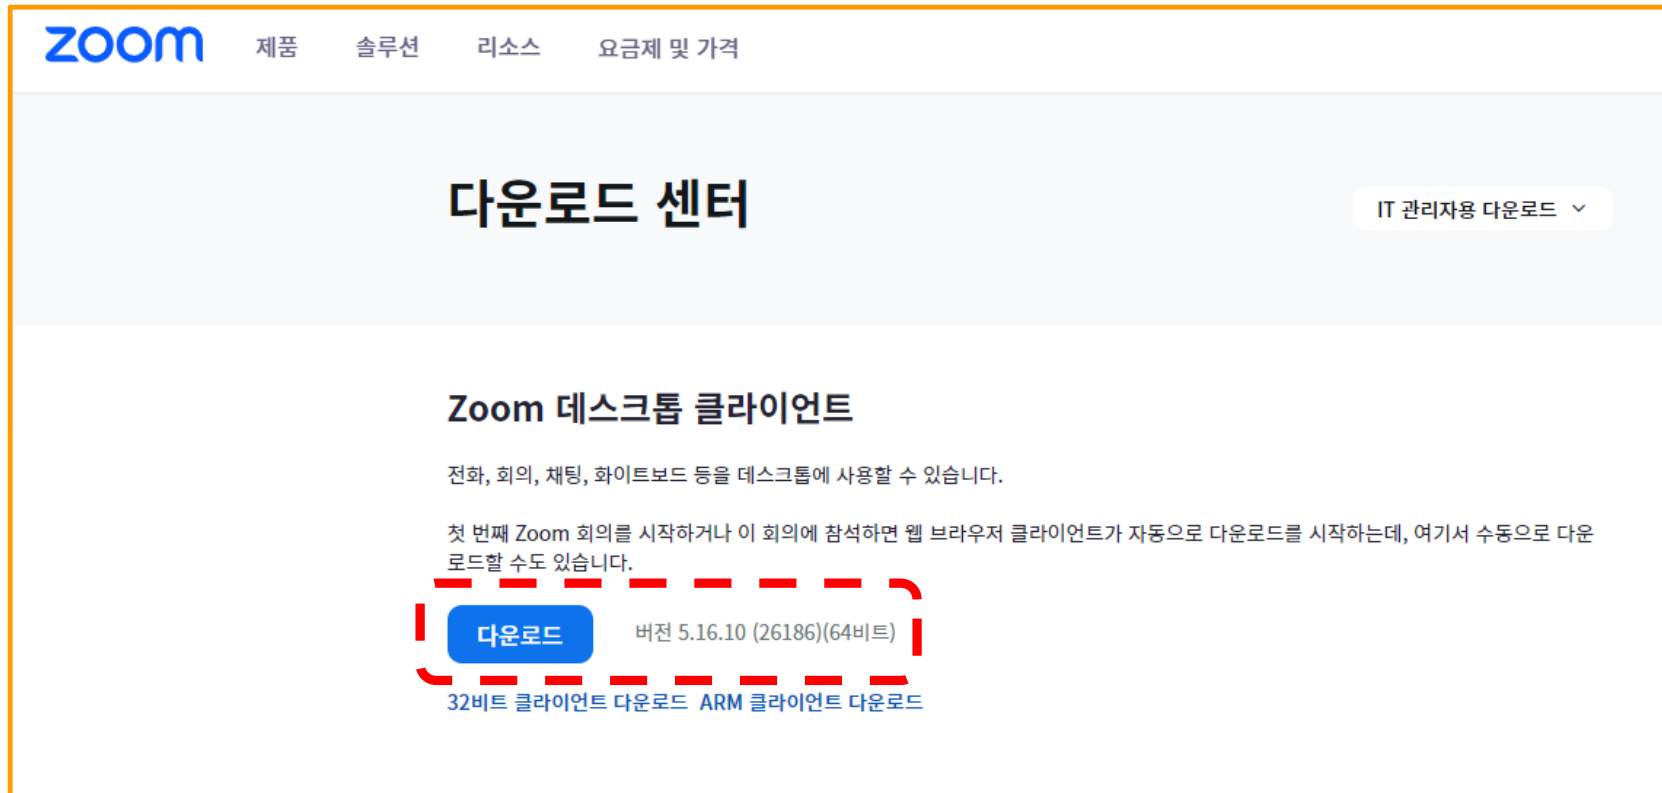 zoom 제품 솔루션 리소스 요금제 및 가격
다운로드 센터
IT 관리자용 다운로드
Zoom 데스크톱 클라이언트
전화, 회의, 채팅, 화이트보드 등을 데스크톱에 사용할 수 있습니다.
첫 번째 Zoom 회의를 시작하거나 이 회의에 참석하면 웹 브라우저 클라이언트가 자동으로 다운로드를 시작하는데, 여기서 수동으로 다운
로드할 수도 있습니다.
다운로드 버전 5.16.10 (26186)(64비트)
32비트 클라이언트 다운로드 ARM 클라이언트 다운로드